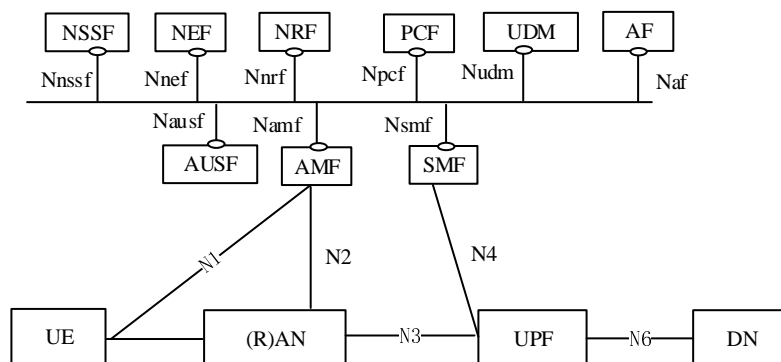 NSSF NEF NRF PCF UDM AF
Nnssf Nnef Nnrf Npcf Nudm Naf
Nausf Namf Nsmf
AUSF AMF SMF
N1 N2 N4
UE (R)AN N3 UPF N6 DN